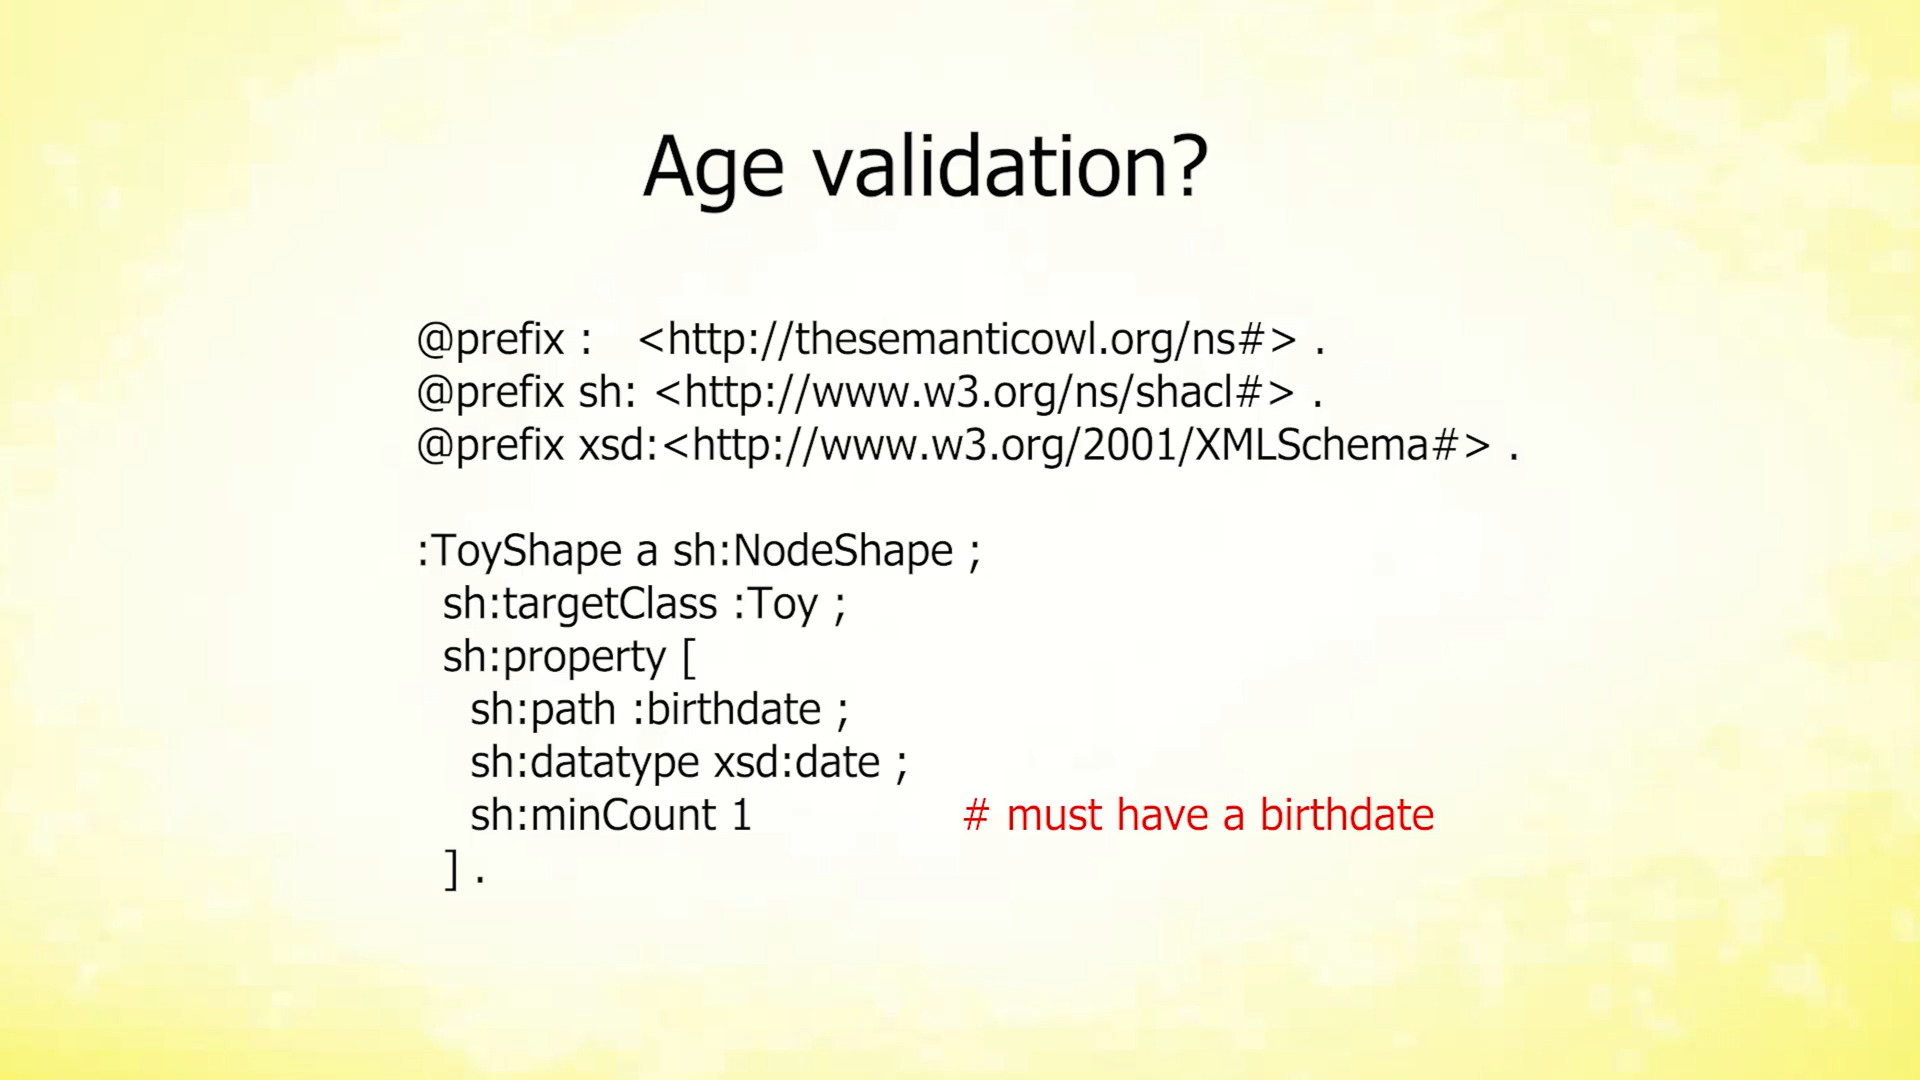 Age validation?
@prefix : <http://thesemanticowl.org/ns#> .
@prefix sh: <http://www.w3.org/ns/shacl#> .
@prefix xsd:<http://www.w3.org/2001/XMLSchema#> .
:ToyShape a sh:NodeShape ;
sh:targetClass :Toy ;
sh:property [
sh:path :birthdate ;
sh:datatype xsd:date ;
sh:minCount 1 # must have a birthdate
] .